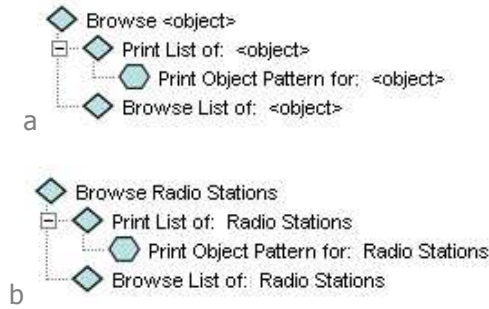 Browse <object>
Print List of: <object>
Print Object Pattern for: <object>
Browse List of: <object>
a
Browse Radio Stations
Print List of: Radio Stations
Print Object Pattern for: Radio Stations
Browse List of: Radio Stations
b